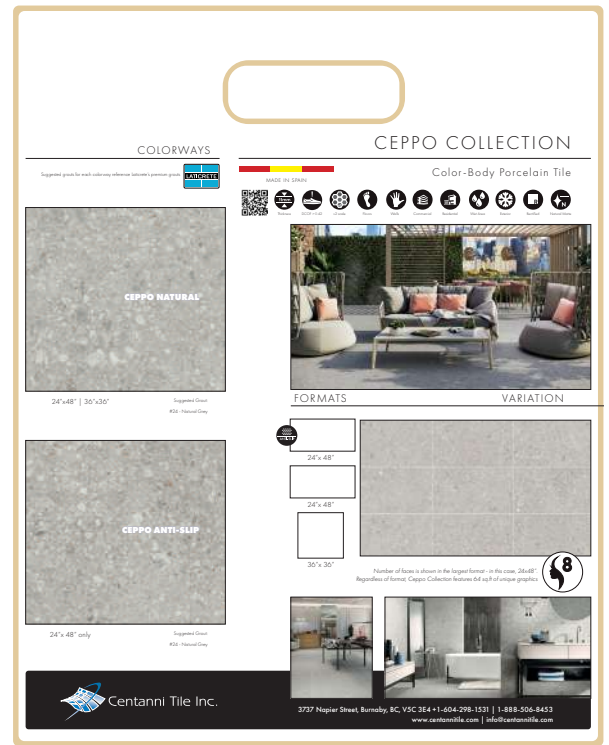 COLORWAYS
Suggested grouts for each colorway reference Laticrete's premium grouts
LATICRETE
CEPPO NATURAL
24"x48" | 36"x36"
Suggested Grout:
#24 - Natural Grey
CEPPO ANTI-SLIP
24"x 48" only
Suggested Grout:
#24 - Natural Grey
CEPPO COLLECTION
MADE IN SPAIN
Color-Body Porcelain Tile
Floors
Walls
Commercial
Residential
FORMATS
VARIATION
24"x 48"
24"x 48"
36"x 36"
Number of faces is shown in the largest format - in this case, 24x48".
Regardless of format, Ceppo Collection features 64 sq.ft of unique graphics
8
Centanni Tile Inc.
3737 Napier Street, Burnaby, BC, V5C 3E4 +1-604-298-1531 | 1-888-506-8453
www.centannitile.com | info@centannitile.com